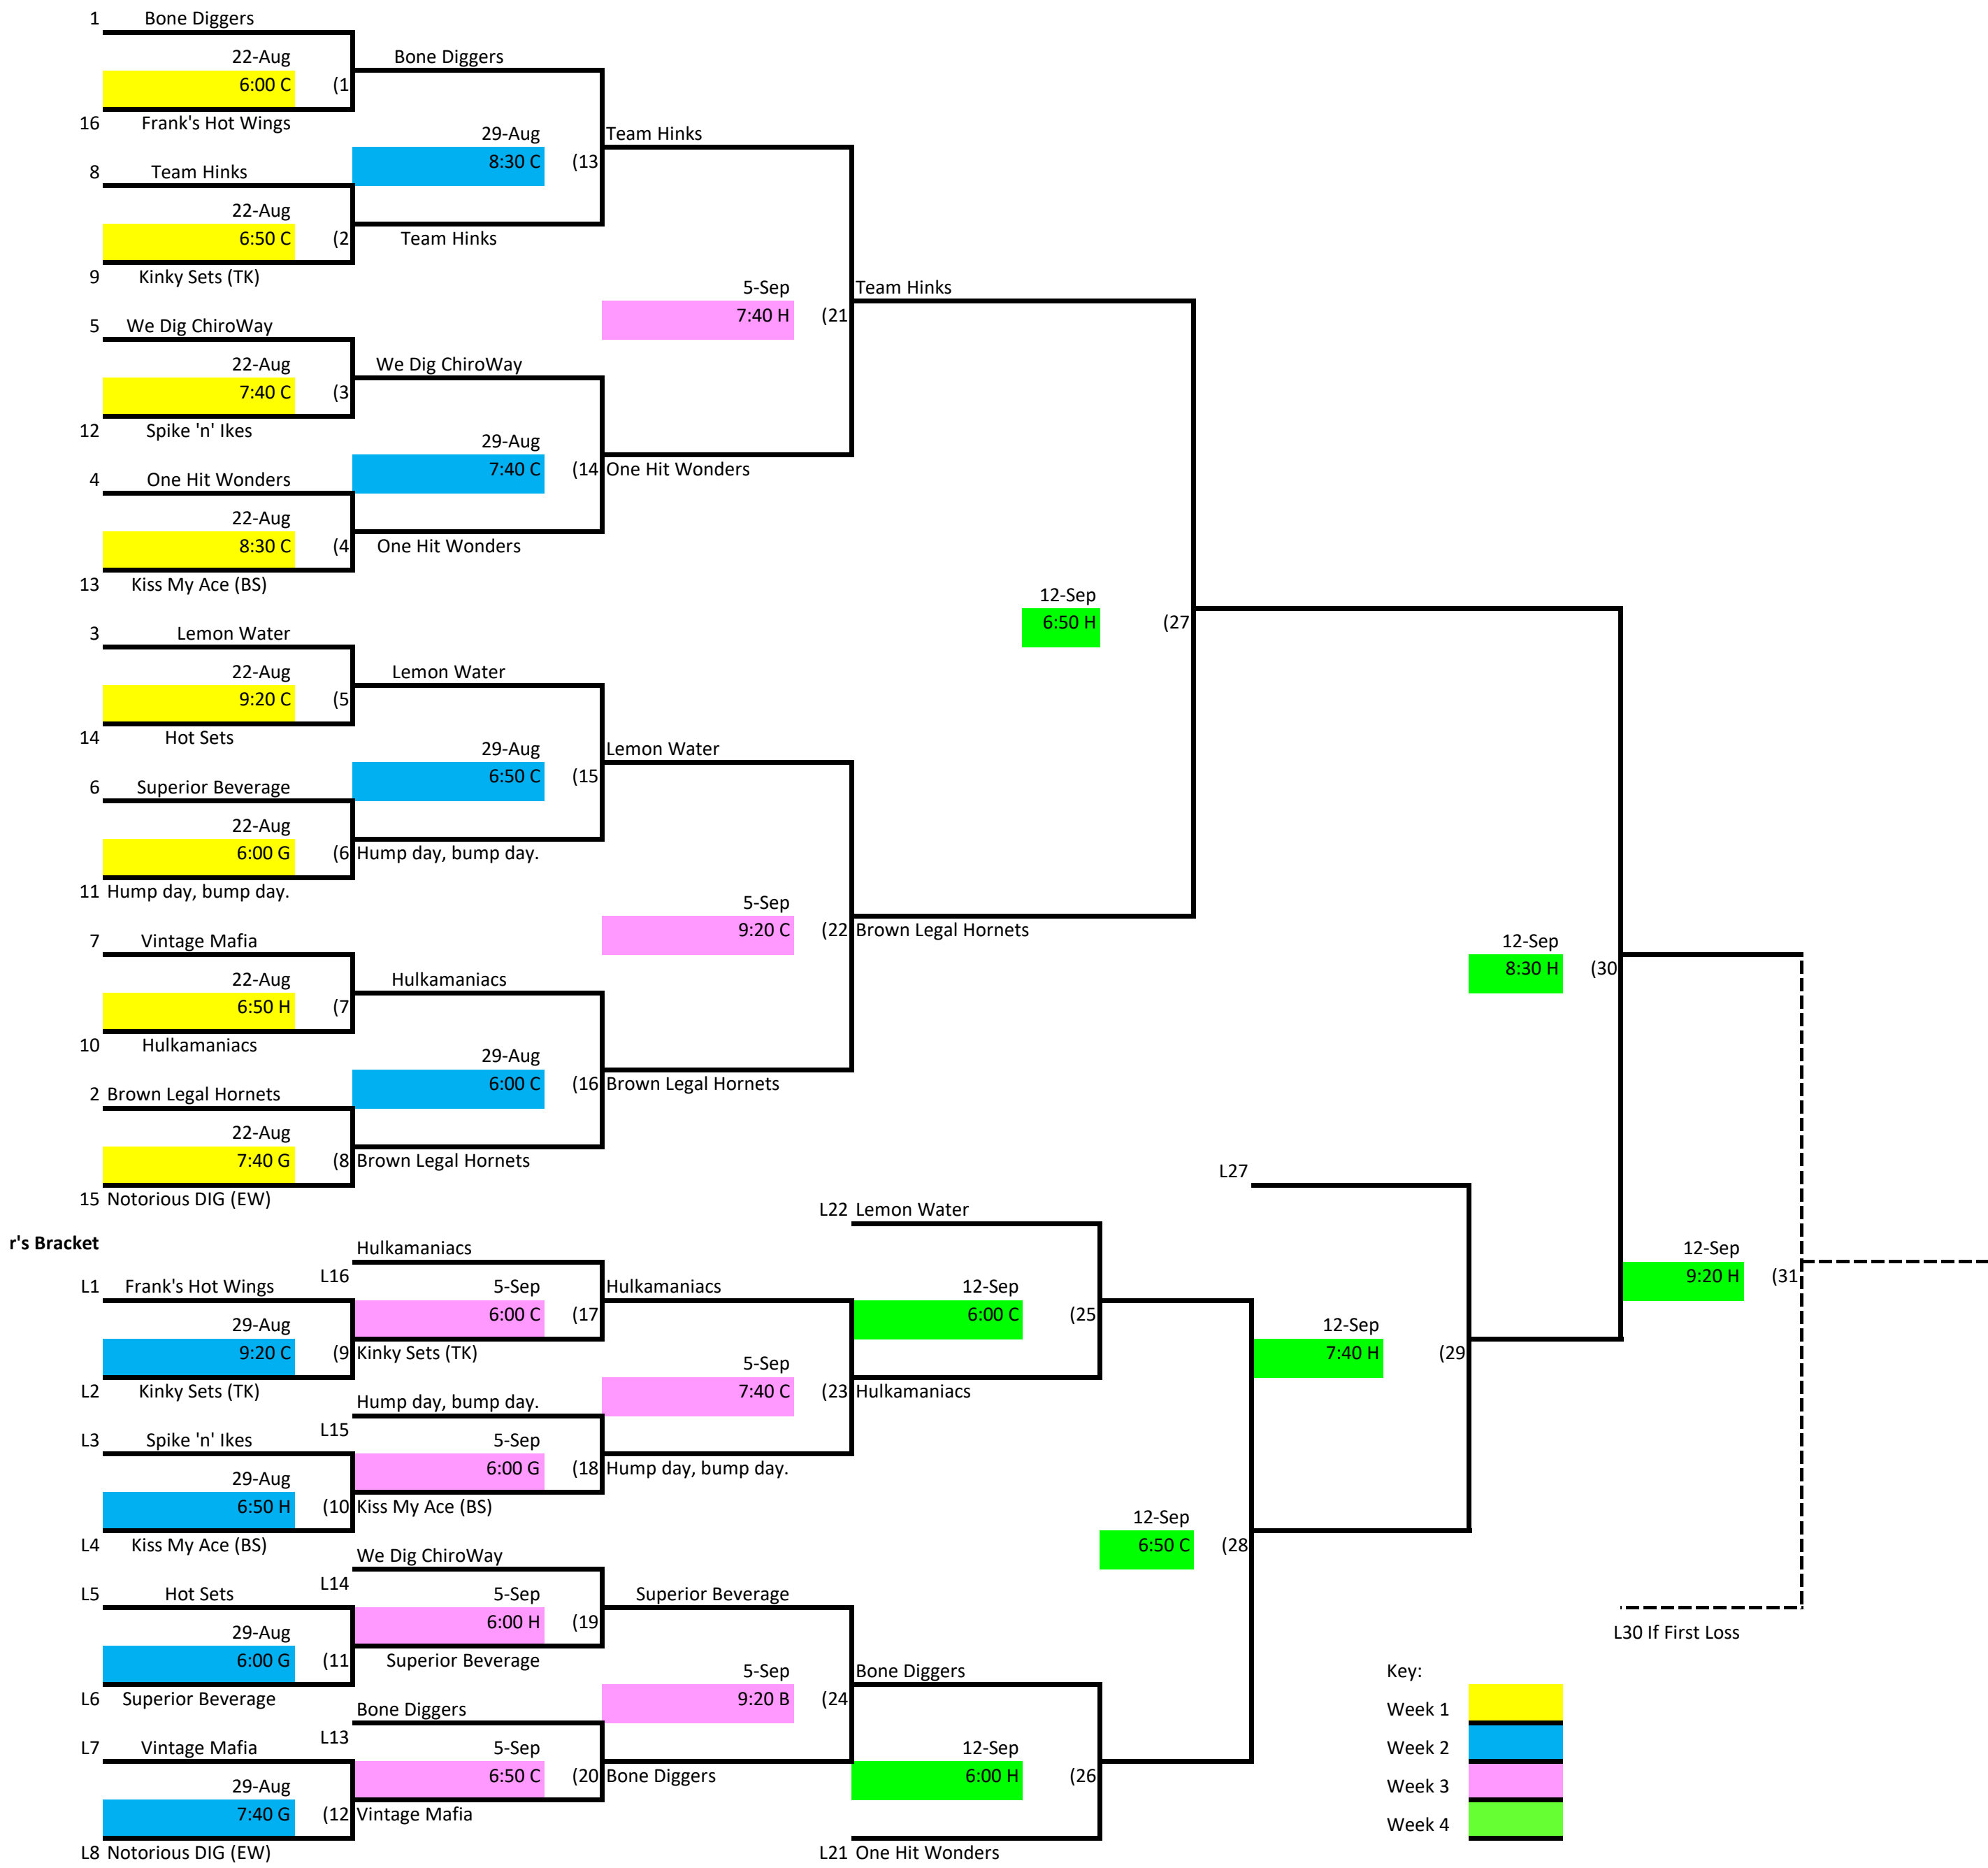 1 Bone Diggers
22-Aug Bone Diggers
6:00 C (1
16 Frank's Hot Wings
29-Aug Team Hinks
8:30 C (13
8 Team Hinks
22-Aug
6:50 C (2 Team Hinks
9 Kinky Sets (TK)
5-Sep Team Hinks
7:40 H (21
5 We Dig ChiroWay
22-Aug We Dig ChiroWay
7:40 C (3
12 Spike 'n' Ikes
29-Aug
7:40 C (14 One Hit Wonders
4 One Hit Wonders
22-Aug
8:30 C (4 One Hit Wonders
13 Kiss My Ace (BS)
12-Sep
6:50 H (27
3 Lemon Water
22-Aug Lemon Water
9:20 C (5
14 Hot Sets
29-Aug Lemon Water
6:50 C (15
6 Superior Beverage
22-Aug
6:00 G (6 Hump day, bump day.
11 Hump day, bump day.
5-Sep
9:20 C (22 Brown Legal Hornets
7 Vintage Mafia
12-Sep
8:30 H (30
22-Aug Hulkamaniacs
6:50 H (7
10 Hulkamaniacs
29-Aug
6:00 C (16 Brown Legal Hornets
2 Brown Legal Hornets
22-Aug
7:40 G (8 Brown Legal Hornets
L27
15 Notorious DIG (EW)
L22 Lemon Water
r's Bracket
Hulkamaniacs
L16
12-Sep
9:20 H (31
L1 Frank's Hot Wings
5-Sep Hulkamaniacs
6:00 C (17
12-Sep
6:00 C (25
29-Aug
9:20 C (9 Kinky Sets (TK)
12-Sep
7:40 H (29
L2 Kinky Sets (TK)
5-Sep
7:40 C (23 Hulkamaniacs
Hump day, bump day.
L15
L3 Spike 'n' Ikes
5-Sep
6:00 G (18 Hump day, bump day.
29-Aug
6:50 H (10 Kiss My Ace (BS)
L4 Kiss My Ace (BS)
12-Sep
6:50 C (28
We Dig ChiroWay
L14
L5 Hot Sets
5-Sep Superior Beverage
6:00 H (19
29-Aug
6:00 G (11 Superior Beverage
L30 If First Loss
L6 Superior Beverage
5-Sep Bone Diggers
9:20 B (24
Bone Diggers
L13
L7 Vintage Mafia
5-Sep
6:50 C (20 Bone Diggers
12-Sep
6:00 H (26
29-Aug
7:40 G (12 Vintage Mafia
L8 Notorious DIG (EW)
L21 One Hit Wonders
Key:
Week 1
Week 2
Week 3
Week 4